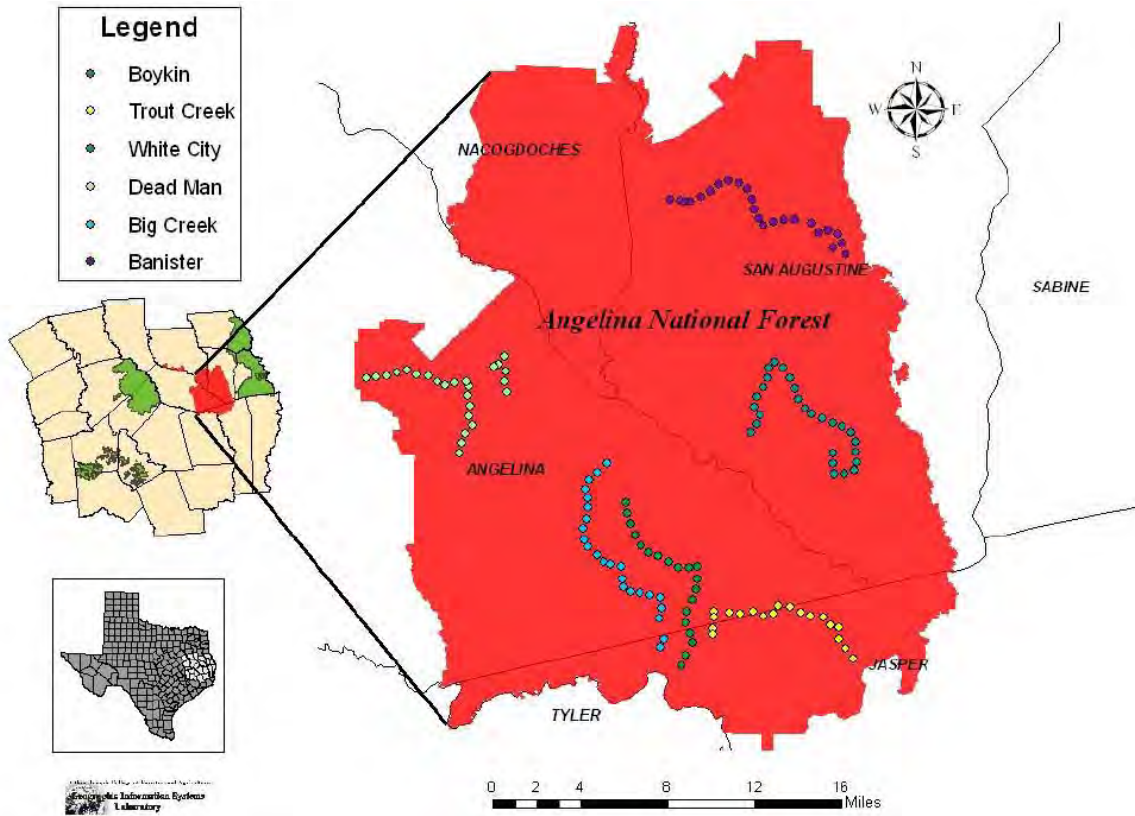 Legend
Boykin
Trout Creek
White City
Dead Man
Big Creek
Banister
N
W E
S
NACOGDOCHES
SAN AUGUSTINE
SABINE
Angelina National Forest
ANGELINA
JASPER
TYLER
Geographic Information Systems
Laboratory
0 2 4 8 12 16
Miles